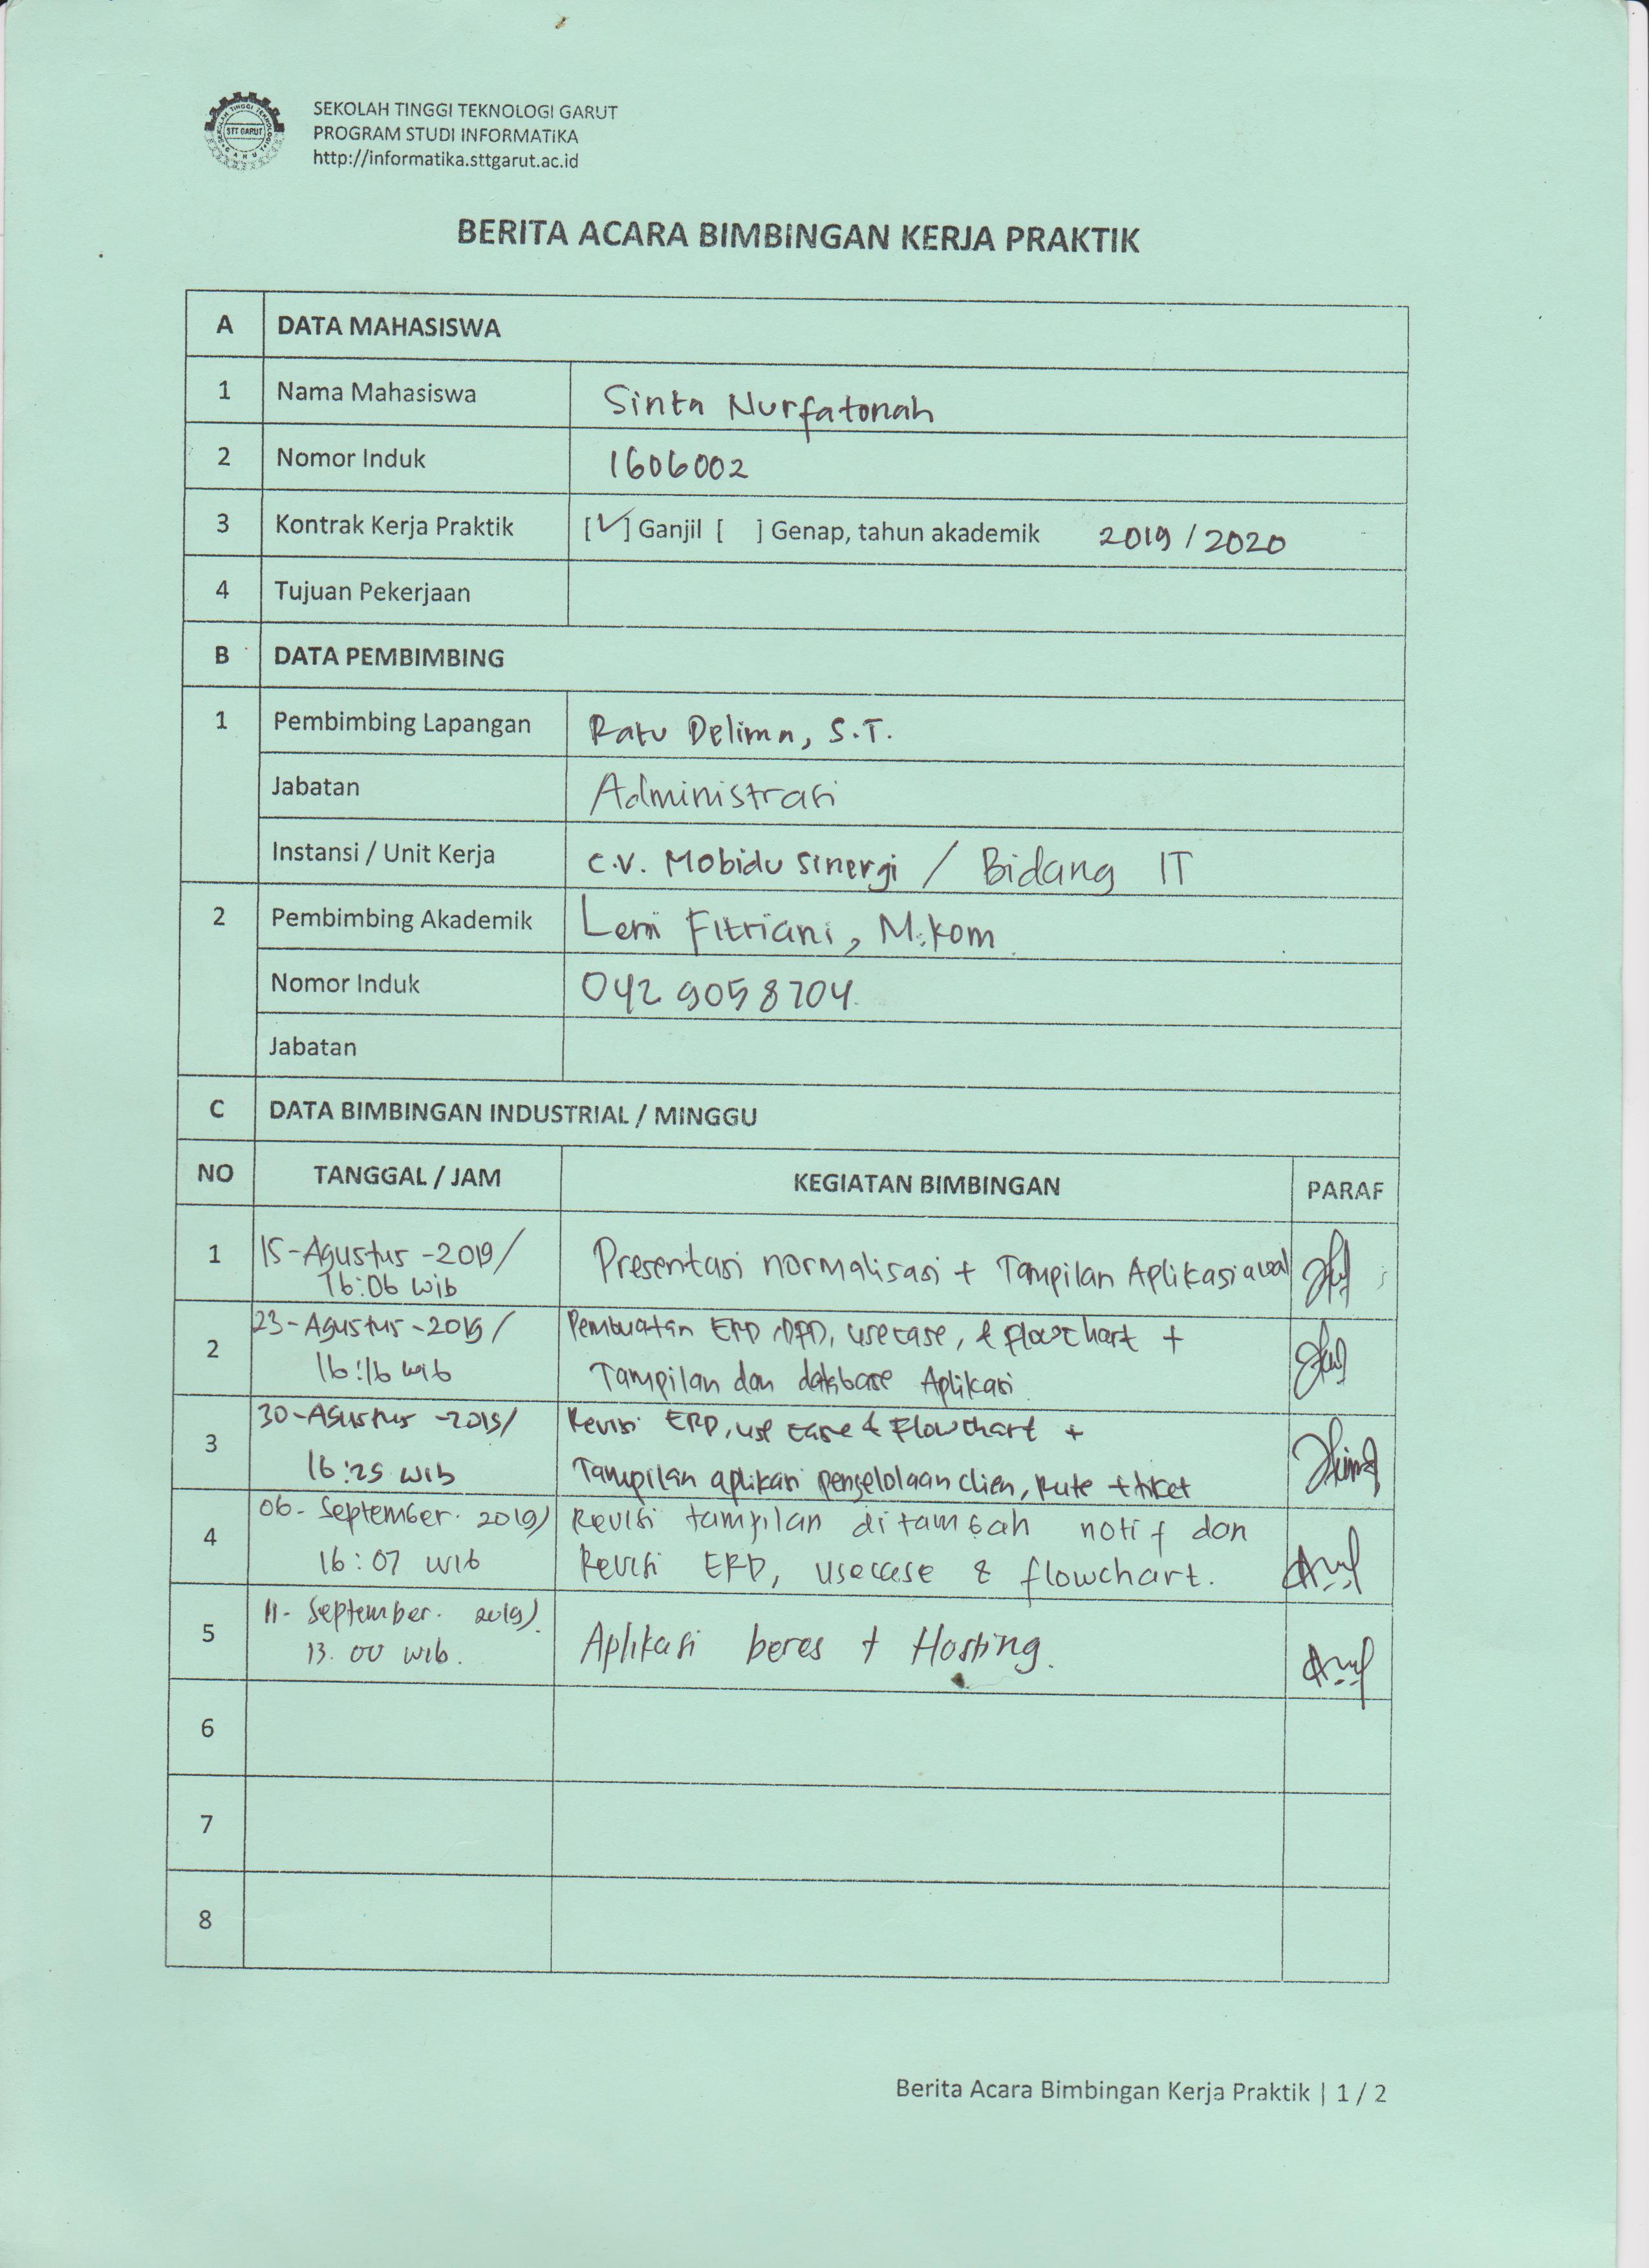 SEKOLAH TINGGI TEKNOLOGI GARUT
PROGRAM STUDI INFORMATIKA
http://informatika.sttgarut.ac.id
STT GARUT
BERITA ACARA BIMBINGAN KERJA PRAKTIK
A DATA MAHASISWA
1 Nama Mahasiswa Sinta Nurfatonah
2 Nomor Induk 1606002
3 Kontrak Kerja Praktik [✓] Ganjil [ ] Genap, tahun akademik 2019 / 2020
4 Tujuan Pekerjaan
B DATA PEMBIMBING
1 Pembimbing Lapangan Ratu Delima, S.T.
Jabatan Administrasi
Instansi / Unit Kerja C.V. Mobidu Sinergi / Bidang IT
2 Pembimbing Akademik Leni Fitriani, M.Kom
Nomor Induk 0429058704.
Jabatan
C DATA BIMBINGAN INDUSTRIAL / MINGGU
NO TANGGAL / JAM KEGIATAN BIMBINGAN PARAF
1 15-Agustus-2019/ Presentasi normalisasi + Tampilan Aplikasi awal
16:06 wib
2 23-Agustus-2019/ Pembuatan ERD, DFD, usecase, & flowchart +
16:16 wib Tampilan dan database Aplikasi
3 30-Agustus-2019/ Revisi ERD, use case & Flowchart +
16:25 wib Tampilan aplikasi pengelolaan clien, Rute + tiket
4 06-September-2019/ Revisi tampilan ditambah notif dan
16:07 WIB Revisi ERD, usecase & flowchart.
5 11-September-2019/ Aplikasi beres + Hosting.
13.00 wib.
6
7
8
Berita Acara Bimbingan Kerja Praktik | 1 / 2